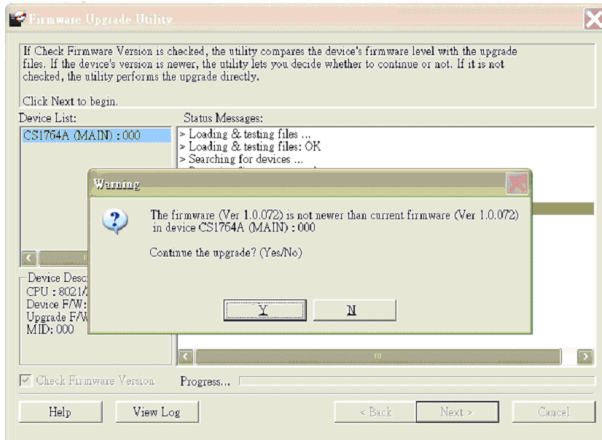 Firmware Upgrade Utility
If Check Firmware Version is checked, the utility compares the device's firmware level with the upgrade
files. If the device's version is newer, the utility lets you decide whether to continue or not. If it is not
checked, the utility performs the upgrade directly.
Click Next to begin.
Device List:
Status Messages:
CS1764A (MAIN) : 000
> Loading & testing files ...
> Loading & testing files: OK
> Searching for devices ...
Warning
The firmware (Ver 1.0.072) is not newer than current firmware (Ver 1.0.072)
in device CS1764A (MAIN) : 000
Continue the upgrade? (Yes/No)
Y
N
Device Desc
CPU : 8021/
Device F/W:
Upgrade F/W
MID: 000
Check Firmware Version
Progress...
Help
View Log
< Back
Next >
Cancel